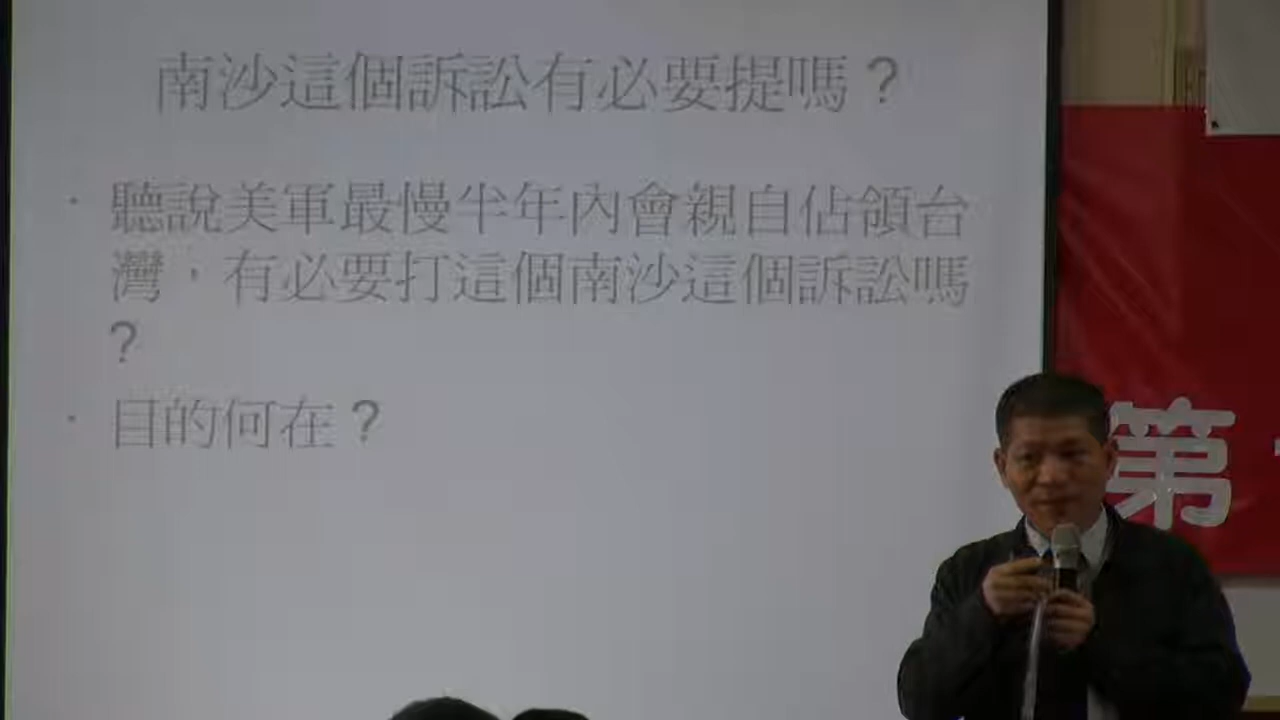 南沙這個訴訟有必要提嗎？
• 聽說美軍最慢半年內會親自佔領台
灣，有必要打這個南沙這個訴訟嗎
？
• 目的何在？
第